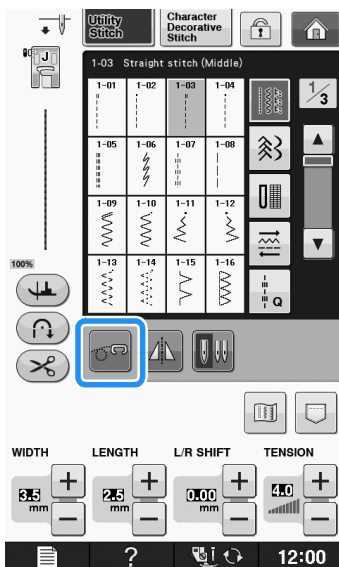 Utility
Stitch
Character
Decorative
Stitch
J
1-03 Straight stitch (Middle)
1/3
1-01 1-02 1-03 1-04
1-05 1-06 1-07 1-08
1-09 1-10 1-11 1-12
1-13 1-14 1-15 1-16
Q
100%
WIDTH LENGTH L/R SHIFT TENSION
3.5 mm + − 2.5 mm + − 0.00 mm + − 4.0 + −
? 12:00